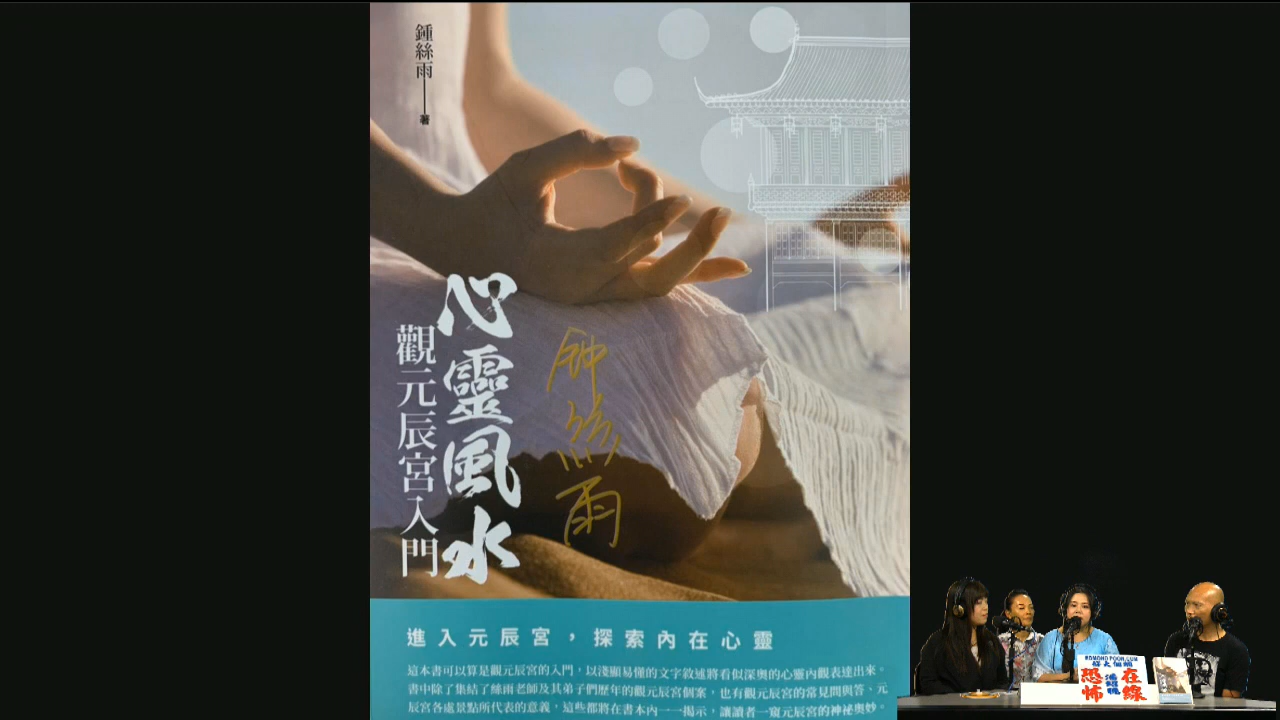 鍾絲雨
著
心靈風水
觀元辰宮入門
鍾絲雨
進入元辰宮，探索內在心靈
這本書可以算是觀元辰宮的入門，以淺顯易懂的文字敘述將看似深奧的心靈內觀表達出來。
書中除了集結了絲雨老師及其弟子們歷年的觀元辰宮個案，也有觀元辰宮的常見問與答、元
辰宮各處景點所代表的意義，這些都將在書本內一一揭示，讓讀者一窺元辰宮的神祕奧妙。
EDMOND POON.COM
恐怖在線
潘紹聰